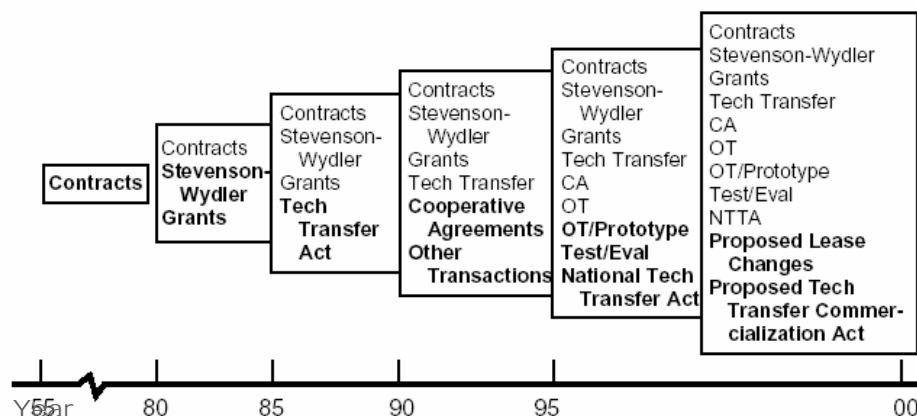 Contracts
Contracts
Stevenson-
Wydler
Grants
Contracts
Stevenson-
Wydler
Grants
Tech
Transfer
Act
Contracts
Stevenson-
Wydler
Grants
Tech Transfer
Cooperative
Agreements
Other
Transactions
Contracts
Stevenson-
Wydler
Grants
Tech Transfer
CA
OT
OT/Prototype
Test/Eval
National Tech
Transfer Act
Contracts
Stevenson-Wydler
Grants
Tech Transfer
CA
OT
OT/Prototype
Test/Eval
NTTA
Proposed Lease
Changes
Proposed Tech
Transfer Commer-
cialization Act
Year 55 80 85 90 95 00